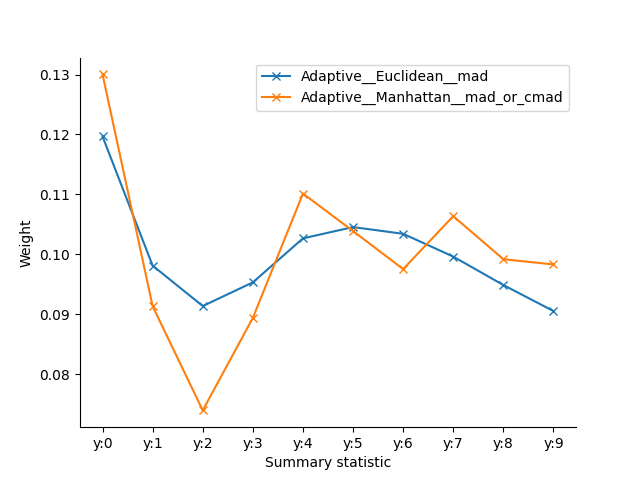 Adaptive__Euclidean__mad
Adaptive__Manhattan__mad_or_cmad
0.13
0.12
0.11
0.10
0.09
0.08
Weight
y:0 y:1 y:2 y:3 y:4 y:5 y:6 y:7 y:8 y:9
Summary statistic